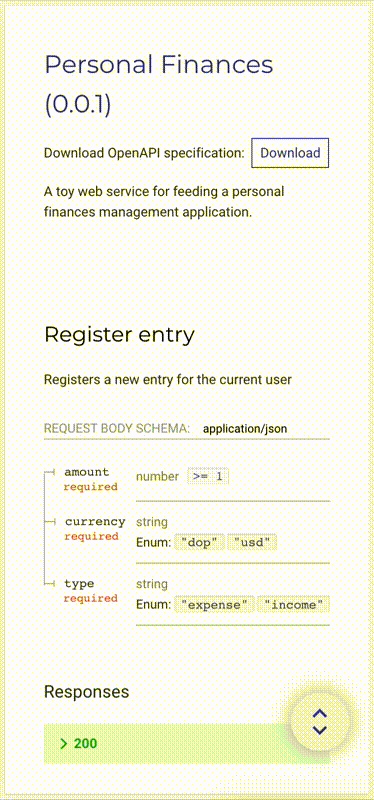 Personal Finances
(0.0.1)
Download OpenAPI specification: Download
A toy web service for feeding a personal
finances management application.
Register entry
Registers a new entry for the current user
REQUEST BODY SCHEMA: application/json
amount number >= 1
required
currency string
required Enum: "dop" "usd"
type string
required Enum: "expense" "income"
Responses
200